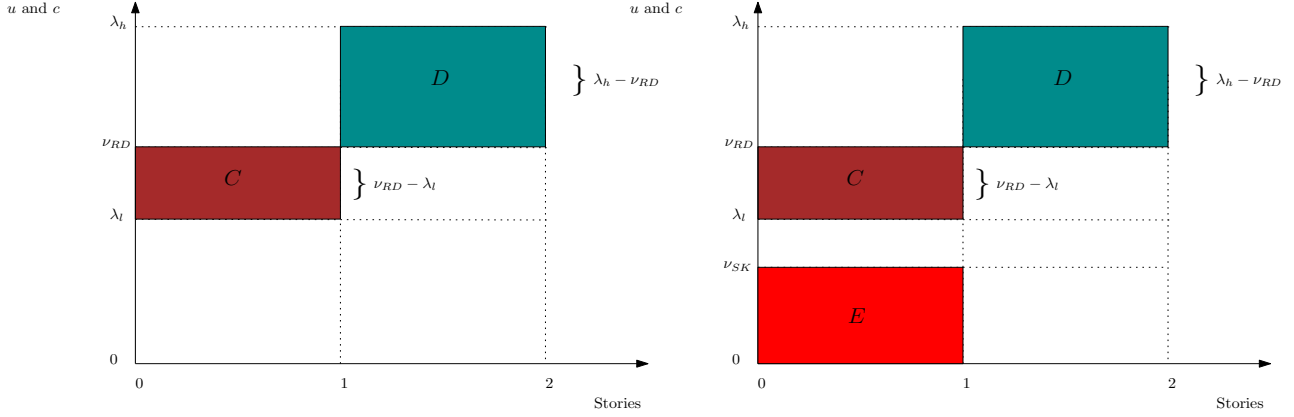 u and c
λ_h
D
} λ_h − ν_RD
ν_RD
C
} ν_RD − λ_l
λ_l
0
0
1
2
Stories
u and c
λ_h
D
} λ_h − ν_RD
ν_RD
C
} ν_RD − λ_l
λ_l
ν_SK
E
0
0
1
2
Stories